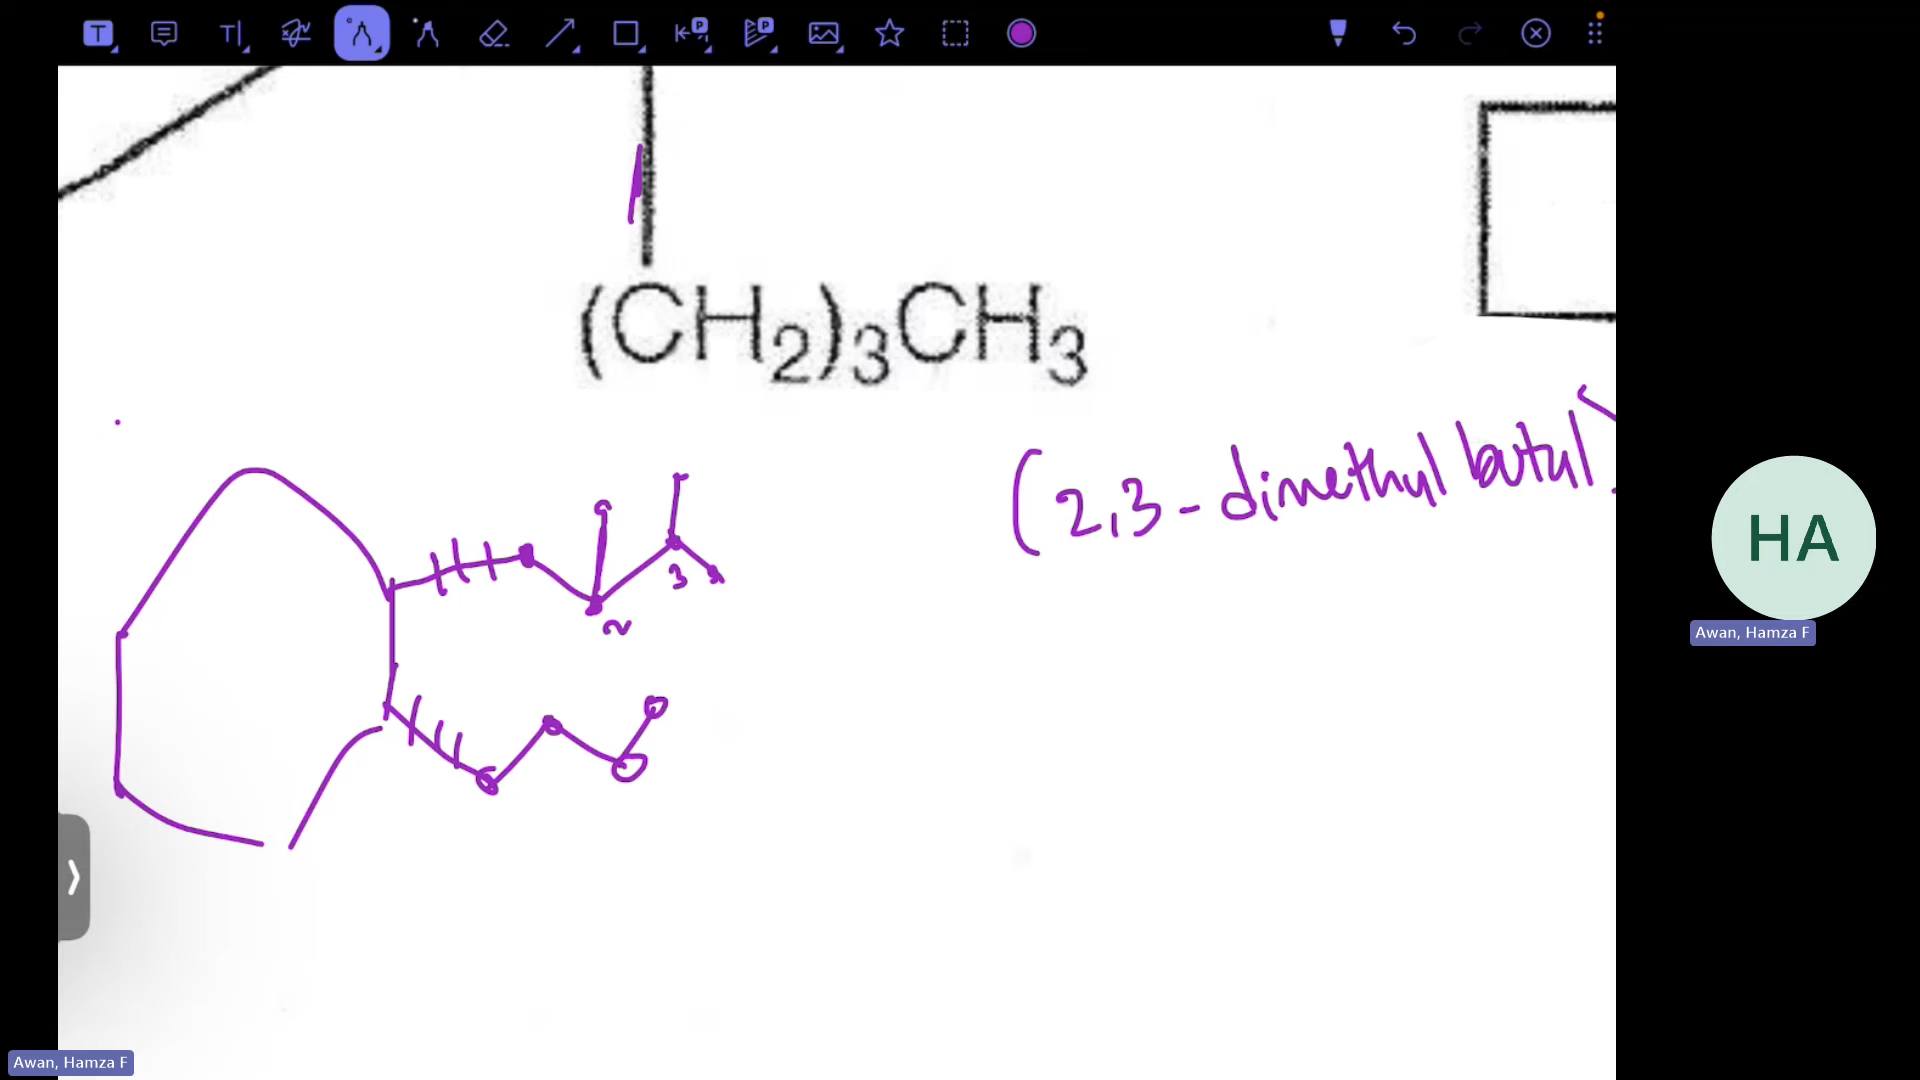 (CH2)3CH3
(2,3-dimethyl butyl)
3
2
HA
Awan, Hamza F
Awan, Hamza F